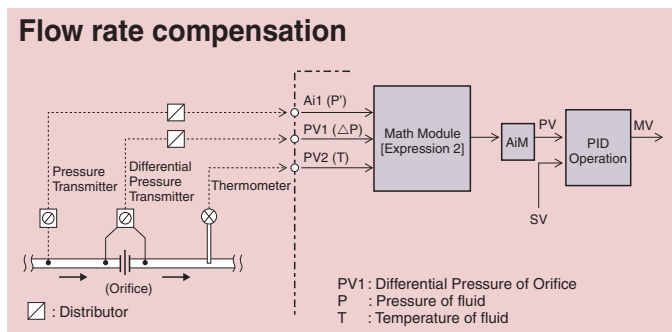 Flow rate compensation
Ai1 (P')
PV1 (△P)
PV2 (T)
Math Module
[Expression 2]
AiM
PV
PID
Operation
MV
SV
Pressure
Transmitter
Differential
Pressure
Transmitter
Thermometer
(Orifice)
: Distributor
PV1 : Differential Pressure of Orifice
P : Pressure of fluid
T : Temperature of fluid